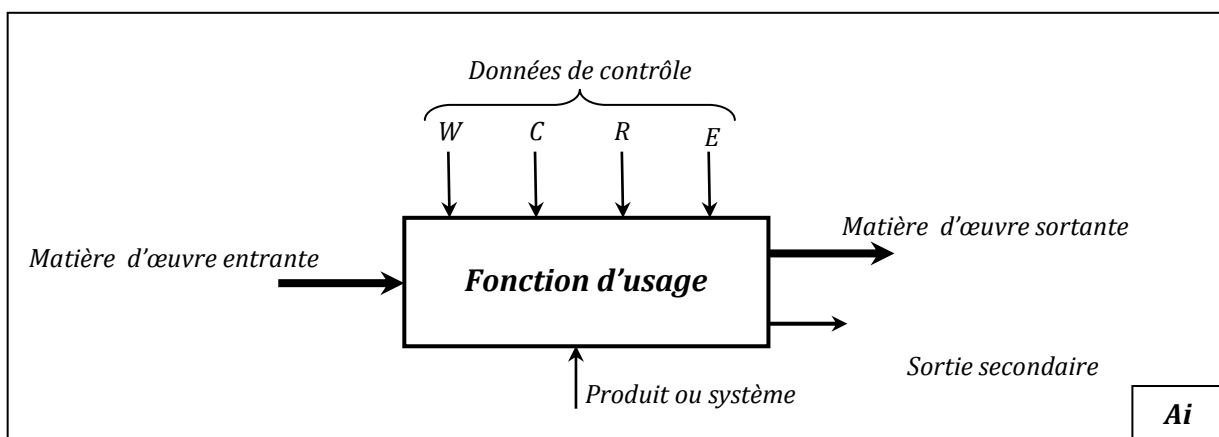 Données de contrôle
W C R E
Matière d'œuvre sortante
Matière d'œuvre entrante
Fonction d'usage
Sortie secondaire
Produit ou système
Ai